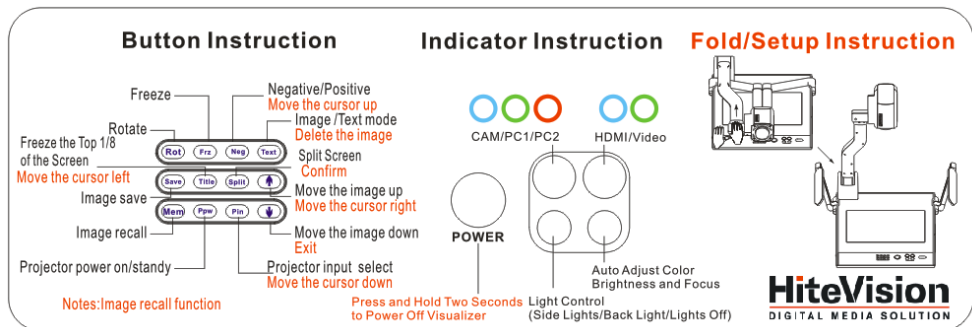 Button Instruction
Freeze
Negative/Positive
Move the cursor up
Image /Text mode
Delete the image
Rotate
Freeze the Top 1/8
of the Screen
Move the cursor left
Split Screen
Confirm
Rot Frz Neg Text
Save Title Split
Mem Ppw Pin
Image save
Move the image up
Move the cursor right
Image recall
Move the image down
Exit
Projector power on/standy
Projector input select
Move the cursor down
Notes:Image recall function
Indicator Instruction
CAM/PC1/PC2
HDMI/Video
POWER
Auto Adjust Color
Brightness and Focus
Press and Hold Two Seconds
to Power Off Visualizer
Light Control
(Side Lights/Back Light/Lights Off)
Fold/Setup Instruction
HiteVision
DIGITAL MEDIA SOLUTION